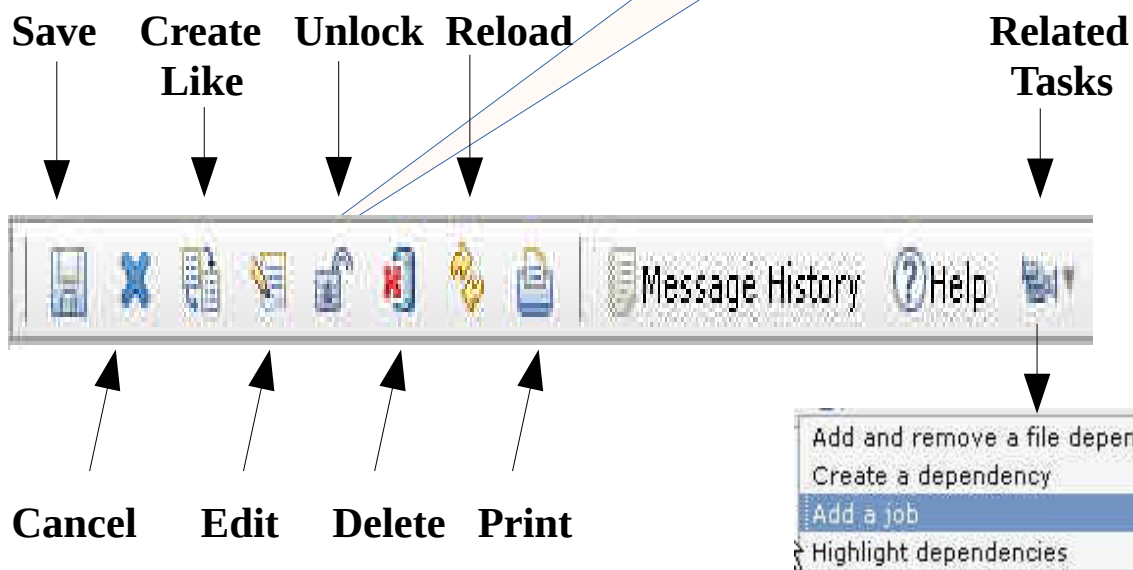 Save Create Unlock Reload Related
Like Tasks
Message History ?Help
Add and remove a file depen
Create a dependency
Add a job
Highlight dependencies
Cancel Edit Delete Print